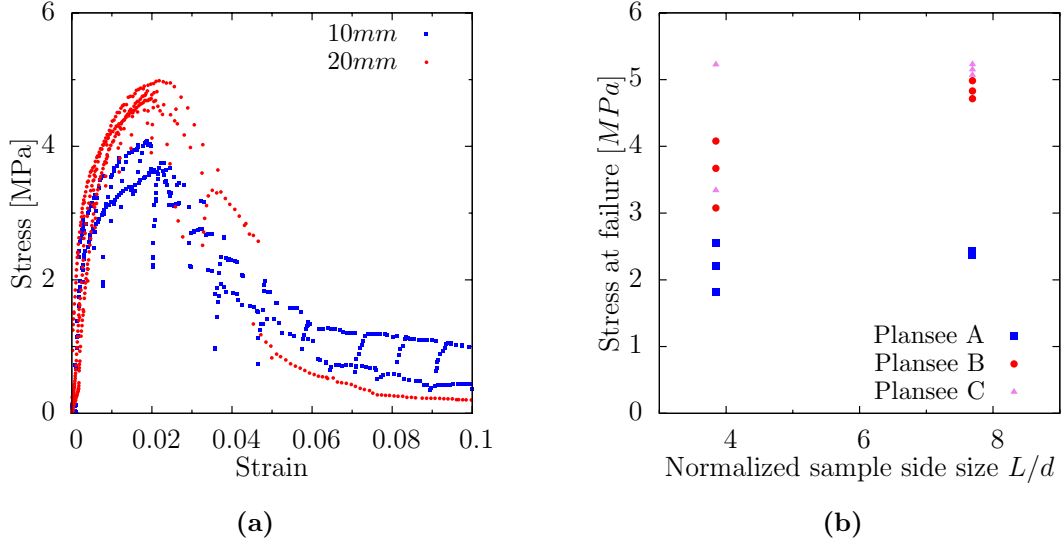 6
4
2
0
0
0.02
0.04
0.06
0.08
0.1
Stress [MPa]
Strain
10mm
20mm
(a)
6
5
4
3
2
1
0
4
6
8
Stress at failure [MPa]
Normalized sample side size L/d
Plansee A
Plansee B
Plansee C
(b)